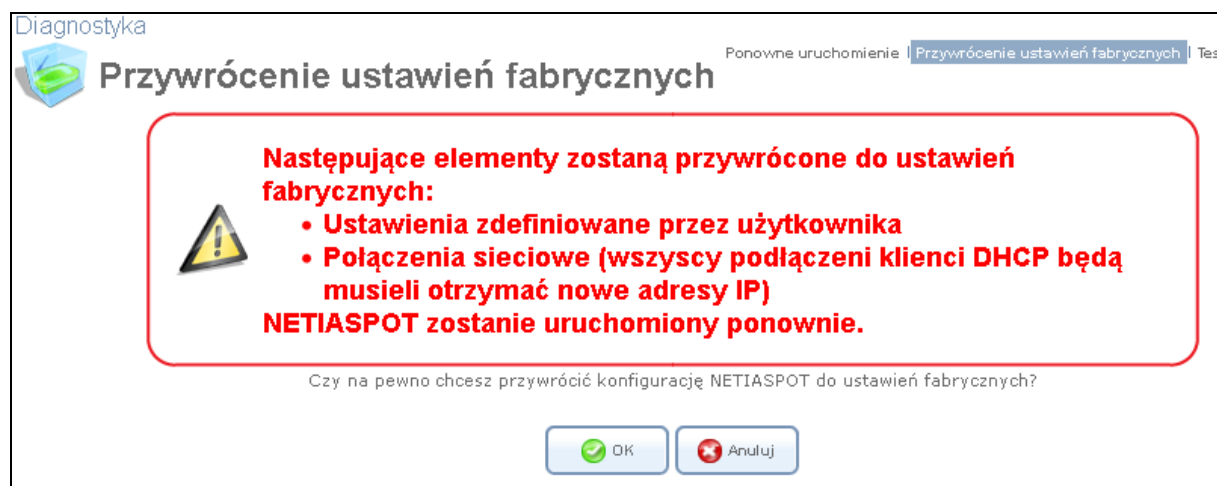 Diagnostyka
Ponowne uruchomienie | Przywrócenie ustawień fabrycznych | Tes
Przywrócenie ustawień fabrycznych
Następujące elementy zostaną przywrócone do ustawień
fabrycznych:
• Ustawienia zdefiniowane przez użytkownika
• Połączenia sieciowe (wszyscy podłączeni klienci DHCP będą
musieli otrzymać nowe adresy IP)
NETIASPOT zostanie uruchomiony ponownie.
Czy na pewno chcesz przywrócić konfigurację NETIASPOT do ustawień fabrycznych?
OK
Anuluj